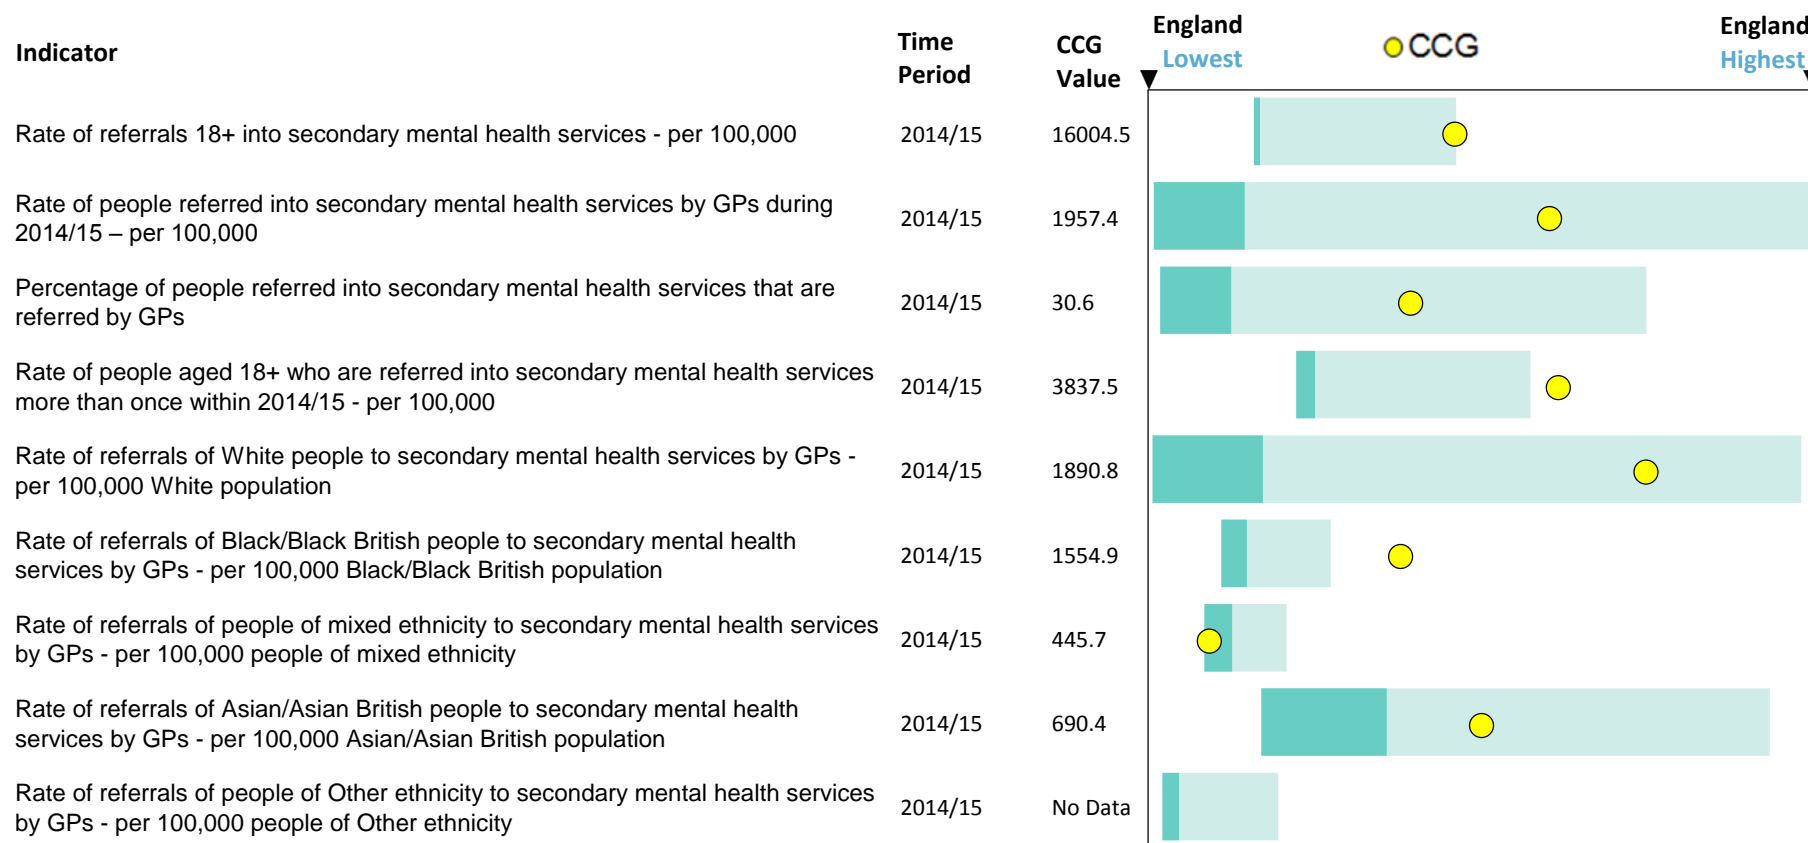 Indicator
Time Period
CCG Value
England Lowest
CCG
England Highest
Rate of referrals 18+ into secondary mental health services - per 100,000
2014/15
16004.5
Rate of people referred into secondary mental health services by GPs during
2014/15 – per 100,000
2014/15
1957.4
Percentage of people referred into secondary mental health services that are
referred by GPs
2014/15
30.6
Rate of people aged 18+ who are referred into secondary mental health services
more than once within 2014/15 - per 100,000
2014/15
3837.5
Rate of referrals of White people to secondary mental health services by GPs -
per 100,000 White population
2014/15
1890.8
Rate of referrals of Black/Black British people to secondary mental health
services by GPs - per 100,000 Black/Black British population
2014/15
1554.9
Rate of referrals of people of mixed ethnicity to secondary mental health services
by GPs - per 100,000 people of mixed ethnicity
2014/15
445.7
Rate of referrals of Asian/Asian British people to secondary mental health
services by GPs - per 100,000 Asian/Asian British population
2014/15
690.4
Rate of referrals of people of Other ethnicity to secondary mental health services
by GPs - per 100,000 people of Other ethnicity
2014/15
No Data